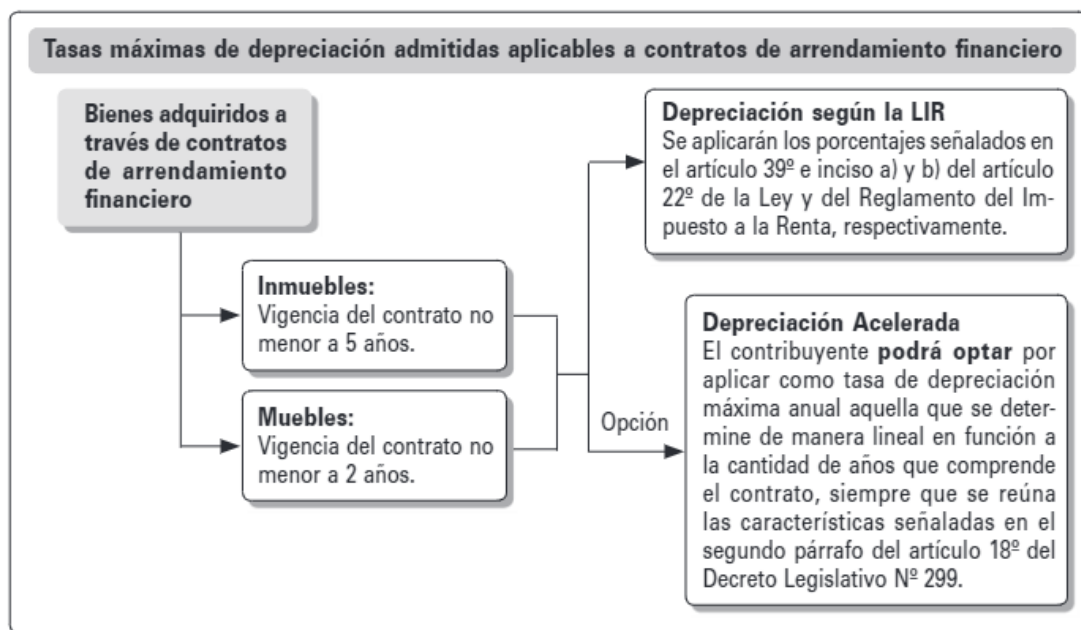 Tasas máximas de depreciación admitidas aplicables a contratos de arrendamiento financiero
Bienes adquiridos a
través de contratos
de arrendamiento
financiero
Inmuebles:
Vigencia del contrato no
menor a 5 años.
Muebles:
Vigencia del contrato no
menor a 2 años.
Depreciación según la LIR
Se aplicarán los porcentajes señalados en
el artículo 39º e inciso a) y b) del artículo
22º de la Ley y del Reglamento del Im-
puesto a la Renta, respectivamente.
Opción
Depreciación Acelerada
El contribuyente podrá optar por
aplicar como tasa de depreciación
máxima anual aquella que se deter-
mine de manera lineal en función a
la cantidad de años que comprende
el contrato, siempre que se reúna
las características señaladas en el
segundo párrafo del artículo 18º del
Decreto Legislativo Nº 299.